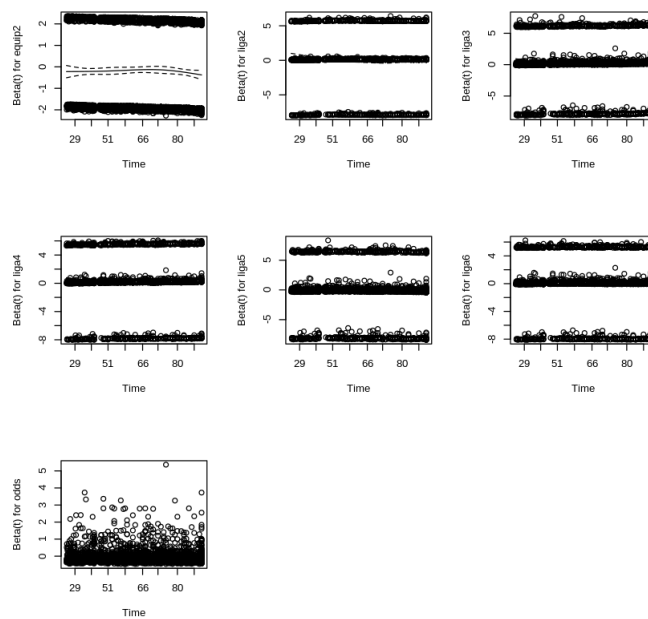 Beta(t) for equip2
2
1
0
-1
-2
29 51 66 80
Time
Beta(t) for liga2
5
0
-5
29 51 66 80
Time
Beta(t) for liga3
5
0
-5
29 51 66 80
Time
Beta(t) for liga4
4
0
-4
-8
29 51 66 80
Time
Beta(t) for liga5
5
0
-5
29 51 66 80
Time
Beta(t) for liga6
4
0
-4
-8
29 51 66 80
Time
Beta(t) for odds
5
4
3
2
1
0
29 51 66 80
Time